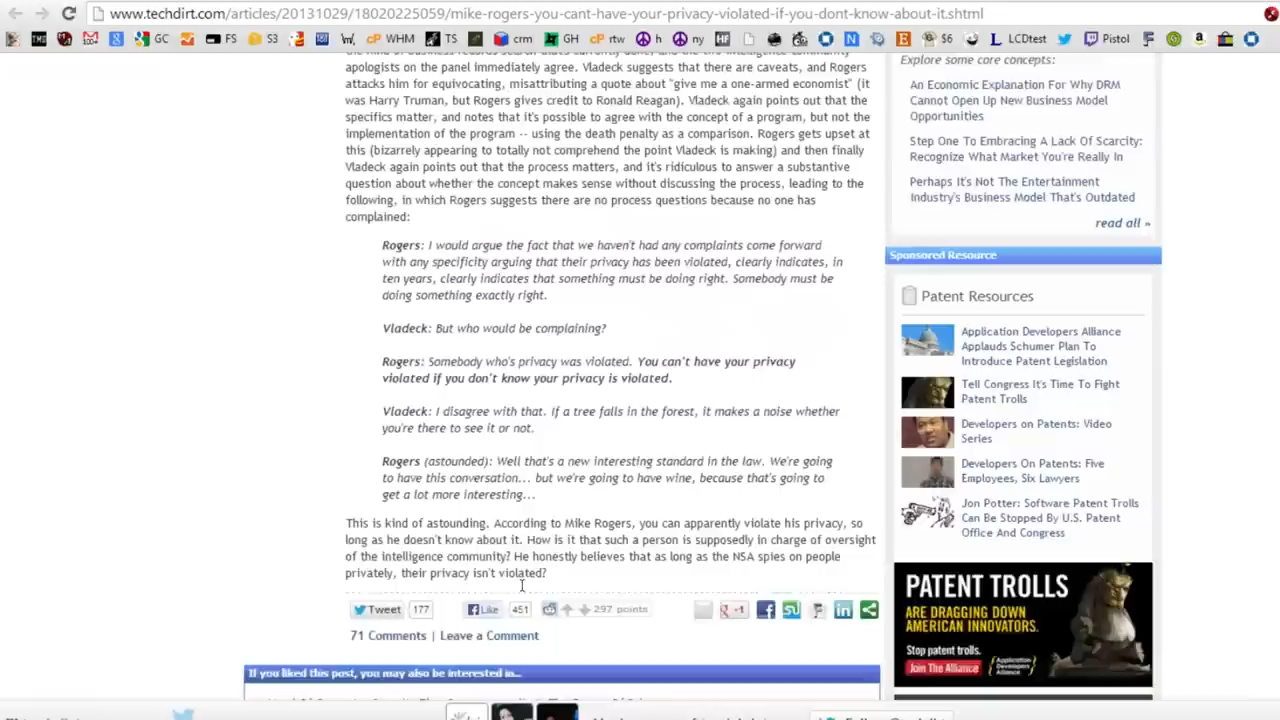 www.techdirt.com/articles/20131029/18020225059/mike-rogers-you-cant-have-your-privacy-violated-if-you-dont-know-about-it.shtml
100+ GC FS S3 cP WHM TS crm GH cP rtw h ny HF S6 L LCDtest Pistol
apologists on the panel immediately agree. Vladeck suggests that there are caveats, and Rogers
attacks him for equivocating, misattributing a quote about "give me a one-armed economist" (it
was Harry Truman, but Rogers gives credit to Ronald Reagan). Vladeck again points out that the
specifics matter, and notes that it's possible to agree with the concept of a program, but not the
implementation of the program -- using the death penalty as a comparison. Rogers gets upset at
this (bizarrely appearing to totally not comprehend the point Vladeck is making) and then finally
Vladeck again points out that the process matters, and it's ridiculous to answer a substantive
question about whether the concept makes sense without discussing the process, leading to the
following, in which Rogers suggests there are no process questions because no one has
complained:
Rogers: I would argue the fact that we haven't had any complaints come forward
with any specificity arguing that their privacy has been violated, clearly indicates, in
ten years, clearly indicates that something must be doing right. Somebody must be
doing something exactly right.
Vladeck: But who would be complaining?
Rogers: Somebody who's privacy was violated. You can't have your privacy
violated if you don't know your privacy is violated.
Vladeck: I disagree with that. If a tree falls in the forest, it makes a noise whether
you're there to see it or not.
Rogers (astounded): Well that's a new interesting standard in the law. We're going
to have this conversation... but we're going to have wine, because that's going to
get a lot more interesting...
This is kind of astounding. According to Mike Rogers, you can apparently violate his privacy, so
long as he doesn't know about it. How is it that such a person is supposedly in charge of oversight
of the intelligence community? He honestly believes that as long as the NSA spies on people
privately, their privacy isn't violated?
Tweet 177 Like 451 297 points g -1 in
71 Comments | Leave a Comment
If you liked this post, you may also be interested in...
Explore some core concepts:
An Economic Explanation For Why DRM
Cannot Open Up New Business Model
Opportunities
Step One To Embracing A Lack Of Scarcity:
Recognize What Market You're Really In
Perhaps It's Not The Entertainment
Industry's Business Model That's Outdated
read all »
Sponsored Resource
Patent Resources
Application Developers Alliance
Applauds Schumer Plan To
Introduce Patent Legislation
Tell Congress It's Time To Fight
Patent Trolls
Developers on Patents: Video
Series
Developers On Patents: Five
Employees, Six Lawyers
Jon Potter: Software Patent Trolls
Can Be Stopped By U.S. Patent
Office And Congress
PATENT TROLLS
ARE DRAGGING DOWN
AMERICAN INNOVATORS.
Stop patent trolls.
Join The Alliance
Application Developers Alliance